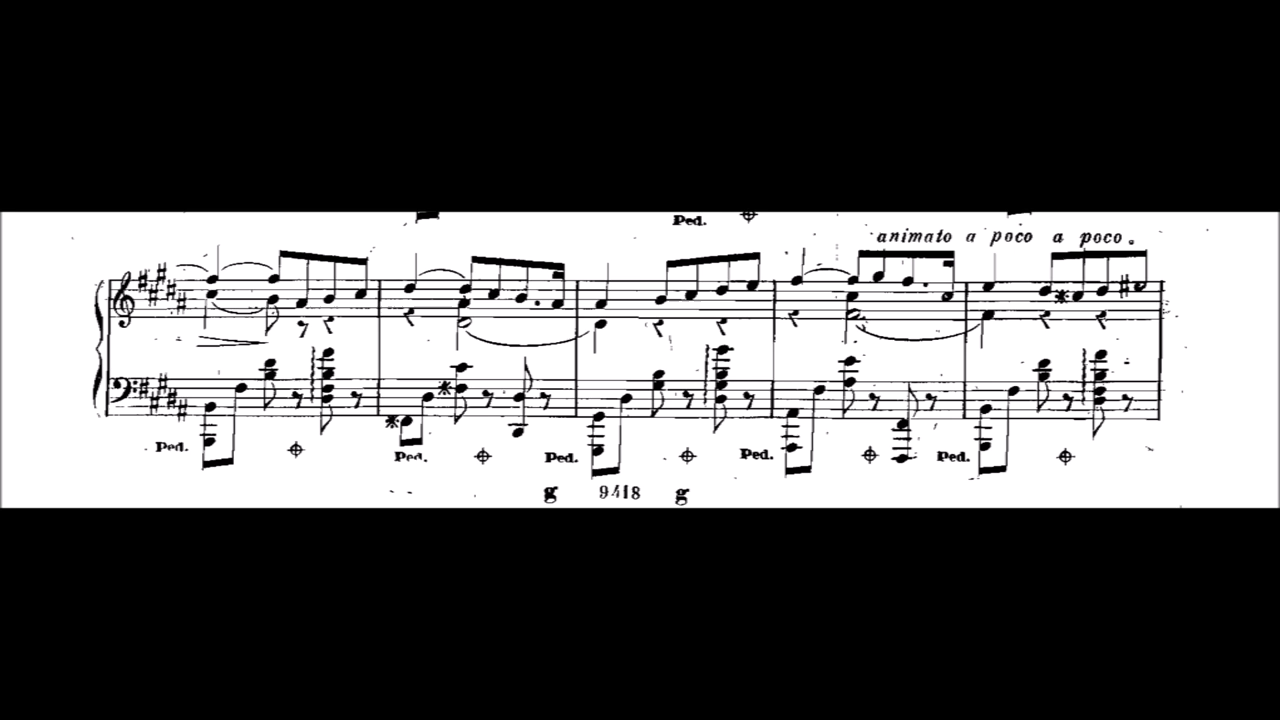 Ped.
animato a poco a poco.
Ped. Ped. Ped. Ped. Ped.
g 9418 g